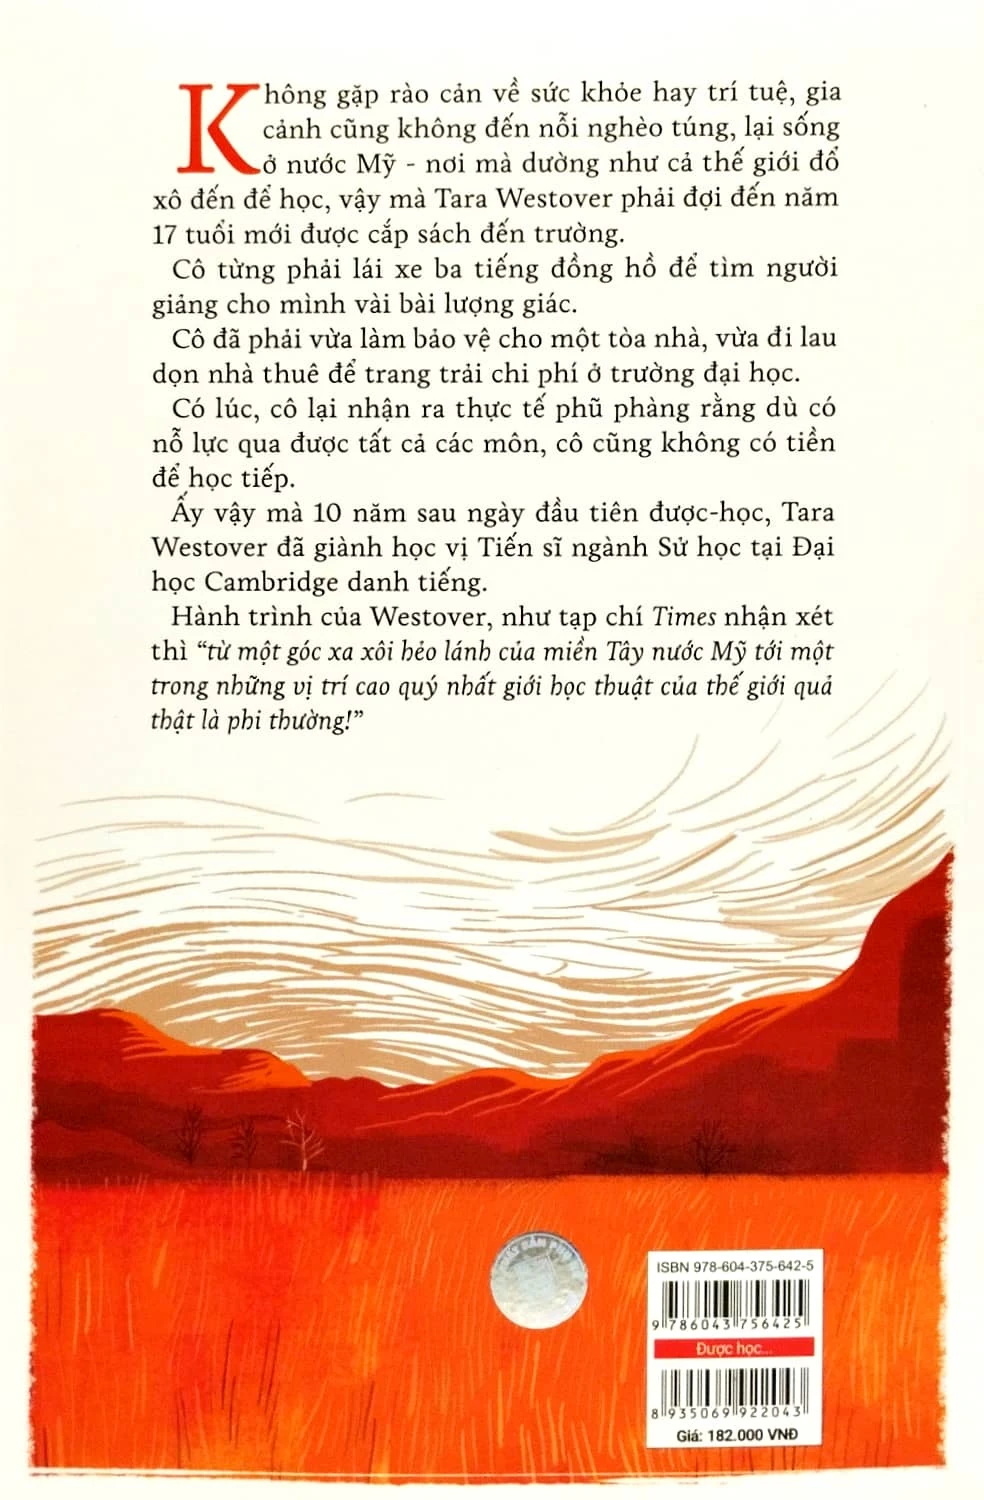 Không gặp rào cản về sức khỏe hay trí tuệ, gia
cảnh cũng không đến nỗi nghèo túng, lại sống
ở nước Mỹ - nơi mà dường như cả thế giới đổ
xô đến để học, vậy mà Tara Westover phải đợi đến năm
17 tuổi mới được cắp sách đến trường.
Cô từng phải lái xe ba tiếng đồng hồ để tìm người
giảng cho mình vài bài lượng giác.
Cô đã phải vừa làm bảo vệ cho một tòa nhà, vừa đi lau
dọn nhà thuê để trang trải chi phí ở trường đại học.
Có lúc, cô lại nhận ra thực tế phũ phàng rằng dù có
nỗ lực qua được tất cả các môn, cô cũng không có tiền
để học tiếp.
Ấy vậy mà 10 năm sau ngày đầu tiên được-học, Tara
Westover đã giành học vị Tiến sĩ ngành Sử học tại Đại
học Cambridge danh tiếng.
Hành trình của Westover, như tạp chí Times nhận xét
thì “từ một góc xa xôi hẻo lánh của miền Tây nước Mỹ tới một
trong những vị trí cao quý nhất giới học thuật của thế giới quả
thật là phi thường!”
ISBN 978-604-375-642-5
9 786043 756425
Được học...
8 935069 922043
Giá: 182.000 VNĐ